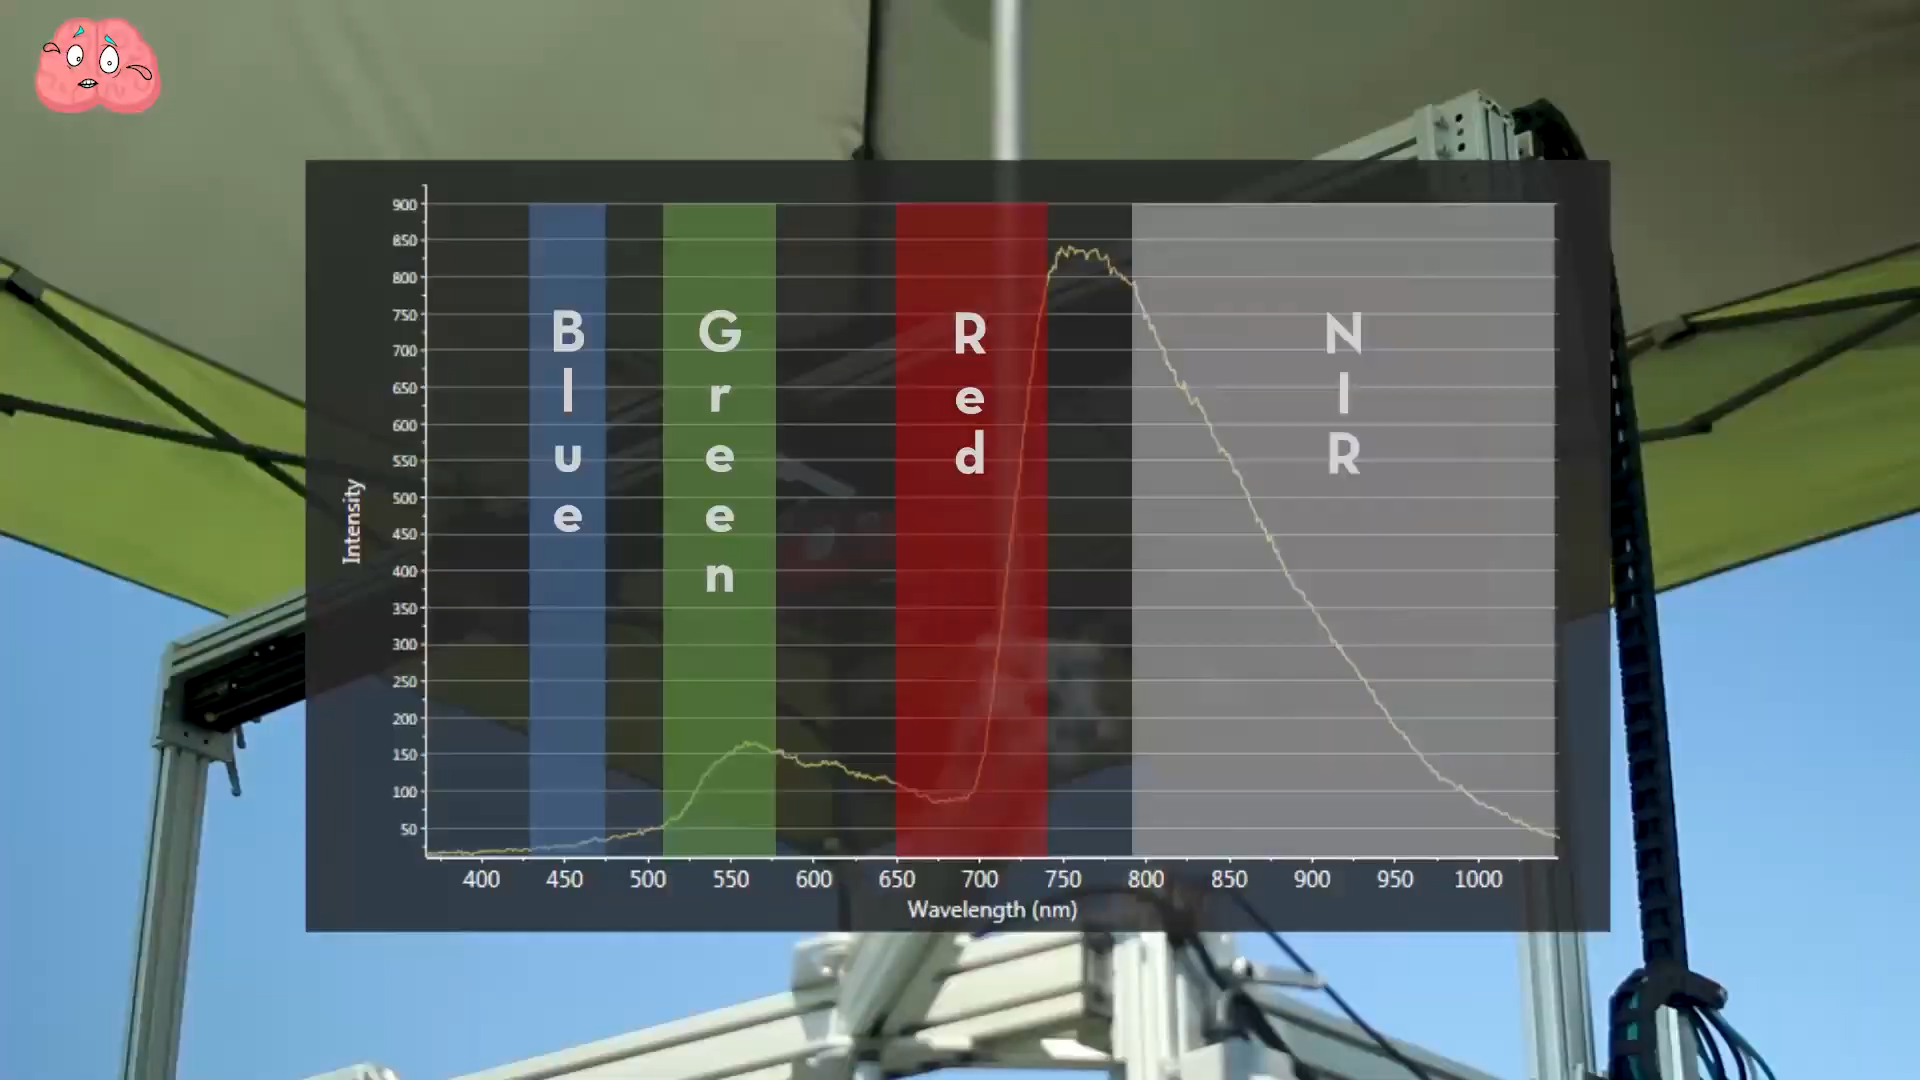 900
850
800
750
700
650
600
550
500
450
400
350
300
250
200
150
100
50
Intensity
Blue
Green
Red
NIR
400 450 500 550 600 650 700 750 800 850 900 950 1000
Wavelength (nm)